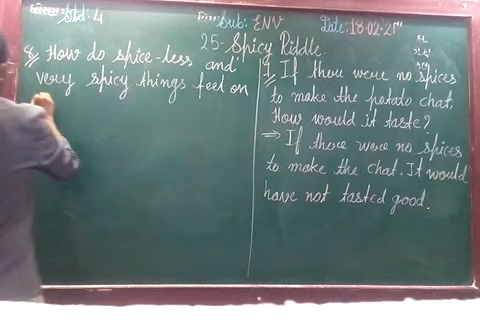 Std: 4
Sub: ENV
Date: 18-02-21
25-Spicy Riddle.
8. How do spice-less and
very spicy things feel on
9. If there were no spices
to make the potato chat.
How would it taste?
⇒ If there were no spices
to make the chat. It would
have not tasted good.